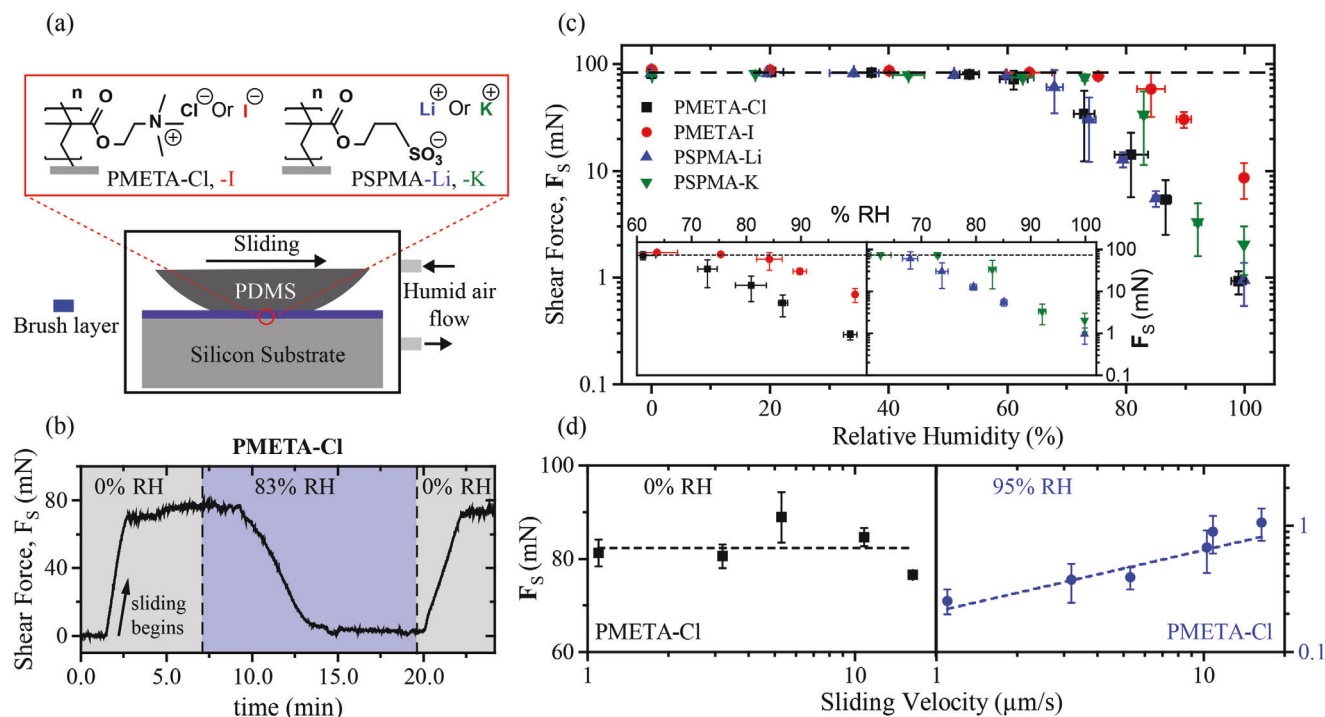 (a)
n
O
O
N
⊕
Cl⊖Or I⊖
PMETA-Cl, -I
n
O
O
SO3⊖
Li⊕ Or K⊕
PSPMA-Li, -K
Sliding
PDMS
Silicon Substrate
Brush layer
Humid air
flow
(b)
PMETA-Cl
0% RH
83% RH
0% RH
sliding
begins
Shear Force, FS (mN)
80
40
0
0.0 5.0 10.0 15.0 20.0
time (min)
(c)
Shear Force, FS (mN)
100
10
1
0.1
PMETA-Cl
PMETA-I
PSPMA-Li
PSPMA-K
% RH
60 70 80 90
70 80 90 100
100
10
1
0.1
FS (mN)
0 20 40 60 80 100
Relative Humidity (%)
(d)
FS (mN)
100
80
60
0% RH
PMETA-Cl
95% RH
PMETA-Cl
1
0.1
1 10 1 10
Sliding Velocity (μm/s)